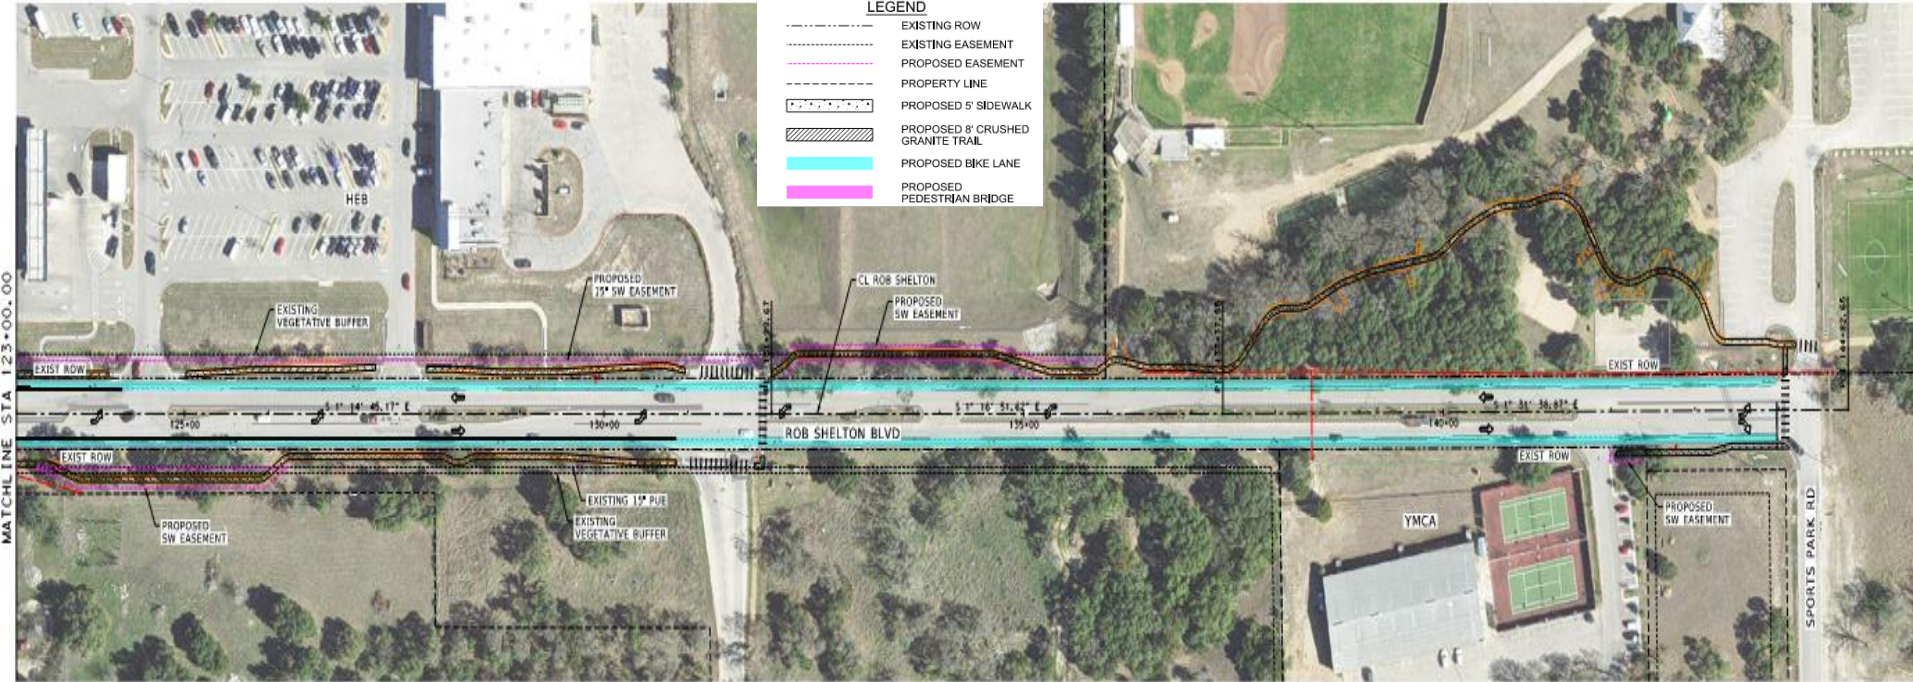 LEGEND
EXISTING ROW
EXISTING EASEMENT
PROPOSED EASEMENT
PROPERTY LINE
PROPOSED 5' SIDEWALK
PROPOSED 8' CRUSHED
GRANITE TRAIL
PROPOSED BIKE LANE
PROPOSED
PEDESTRIAN BRIDGE
MATCHLINE STA 123+00.00
HEB
EXISTING
VEGETATIVE BUFFER
PROPOSED
15' SW EASEMENT
CL ROB SHELTON
PROPOSED
SW EASEMENT
EXIST ROW
EXIST ROW
S 1° 14' 45.17" E
125+00
130+00
135+00
140+00
ROB SHELTON BLVD
EXIST ROW
EXIST ROW
PROPOSED
SW EASEMENT
EXISTING 15' PUE
EXISTING
VEGETATIVE BUFFER
YMCA
PROPOSED
SW EASEMENT
SPORTS PARK RD